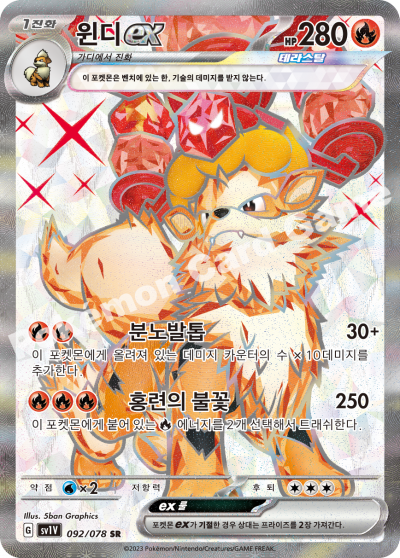 1진화
윈디ex
HP280
가디에서 진화
테라스탈
이 포켓몬은 벤치에 있는 한, 기술의 데미지를 받지 않는다.
Pokémon Card Game
분노발톱 30+
이 포켓몬에게 올려져 있는 데미지 카운터의 수 ×10데미지를
추가한다.
홍련의 불꽃 250
이 포켓몬에게 붙어 있는 에너지를 2개 선택해서 트래쉬한다.
약점 ×2 저항력 후퇴
Illus. 5ban Graphics
ex 룰
G sv1V 092/078 SR
포켓몬 ex가 기절한 경우 상대는 프라이즈를 2장 가져간다.
©2023 Pokémon/Nintendo/Creatures/GAME FREAK.